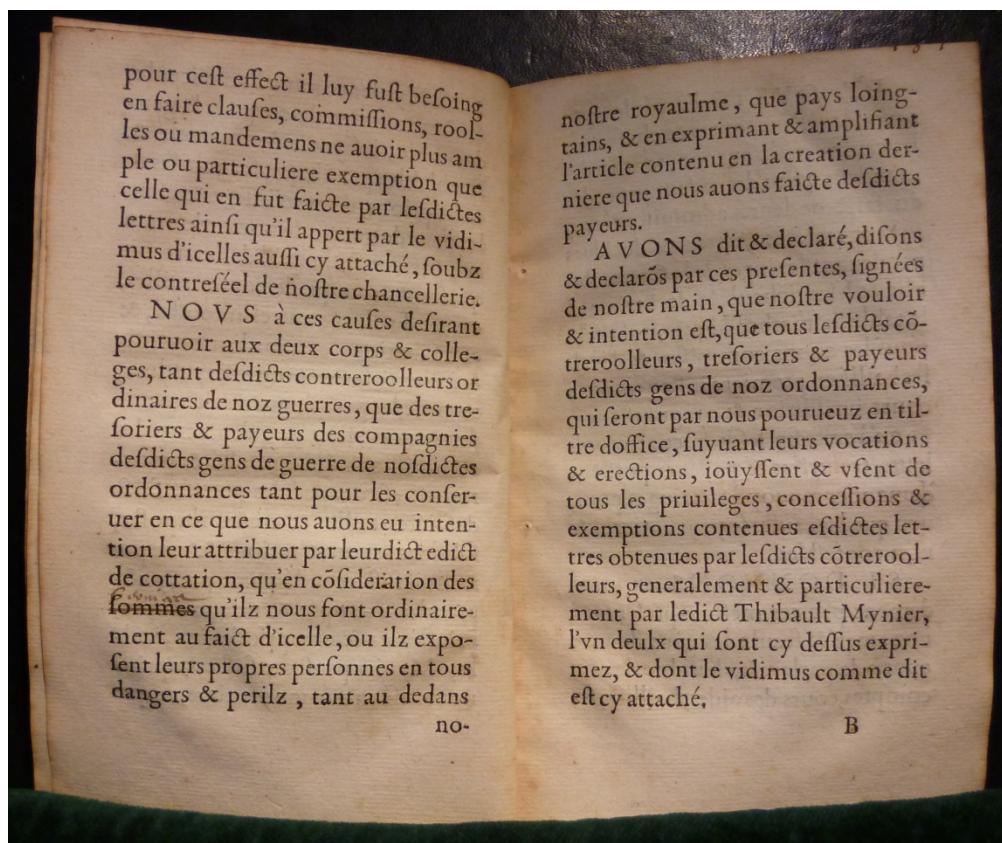 pour ceſt effect il luy fuſt beſoing
en faire clauſes, commiſſions, rool-
les ou mandemens ne auoir plus am
ple ou particuliere exemption que
celle qui en fut faicte par leſdictes
lettres ainſi qu'il appert par le vidi-
mus d'icelles auſſi cy attaché, ſoubz
le contreſéel de noſtre chancellerie.
NOVS à ces cauſes deſirant
pouruoir aux deux corps & colle-
ges, tant deſdicts contreroolleurs or
dinaires de noz guerres, que des tre-
ſoriers & payeurs des compagnies
deſdicts gens de guerre de noſdictes
ordonnances tant pour les conſer-
uer en ce que nous auons eu inten-
tion leur attribuer par leurdict edict
de cottation, qu'en cõſideration des
ſommes qu'ilz nous font ordinaire-
ment au faict d'icelle, ou ilz expo-
ſent leurs propres perſonnes en tous
dangers & perilz, tant au dedans
no-
noſtre royaulme, que pays loing-
tains, & en exprimant & amplifiant
l'article contenu en la creation der-
niere que nous auons faicte deſdicts
payeurs.
AVONS dit & declaré, diſons
& declarõs par ces preſentes, ſignées
de noſtre main, que noſtre vouloir
& intention eſt, que tous leſdicts cõ-
treroolleurs, treſoriers & payeurs
deſdicts gens de noz ordonnances,
qui ſeront par nous pourueuz en til-
tre doffice, ſuyuant leurs vocations
& erections, ioüyſſent & vſent de
tous les priuileges, conceſſions &
exemptions contenues eſdictes let-
tres obtenues par leſdicts cõtrerool-
leurs, generalement & particuliere-
ment par ledict Thibault Mynier,
l'vn deulx qui ſont cy deſſus expri-
mez, & dont le vidimus comme dit
eſt cy attaché.
B